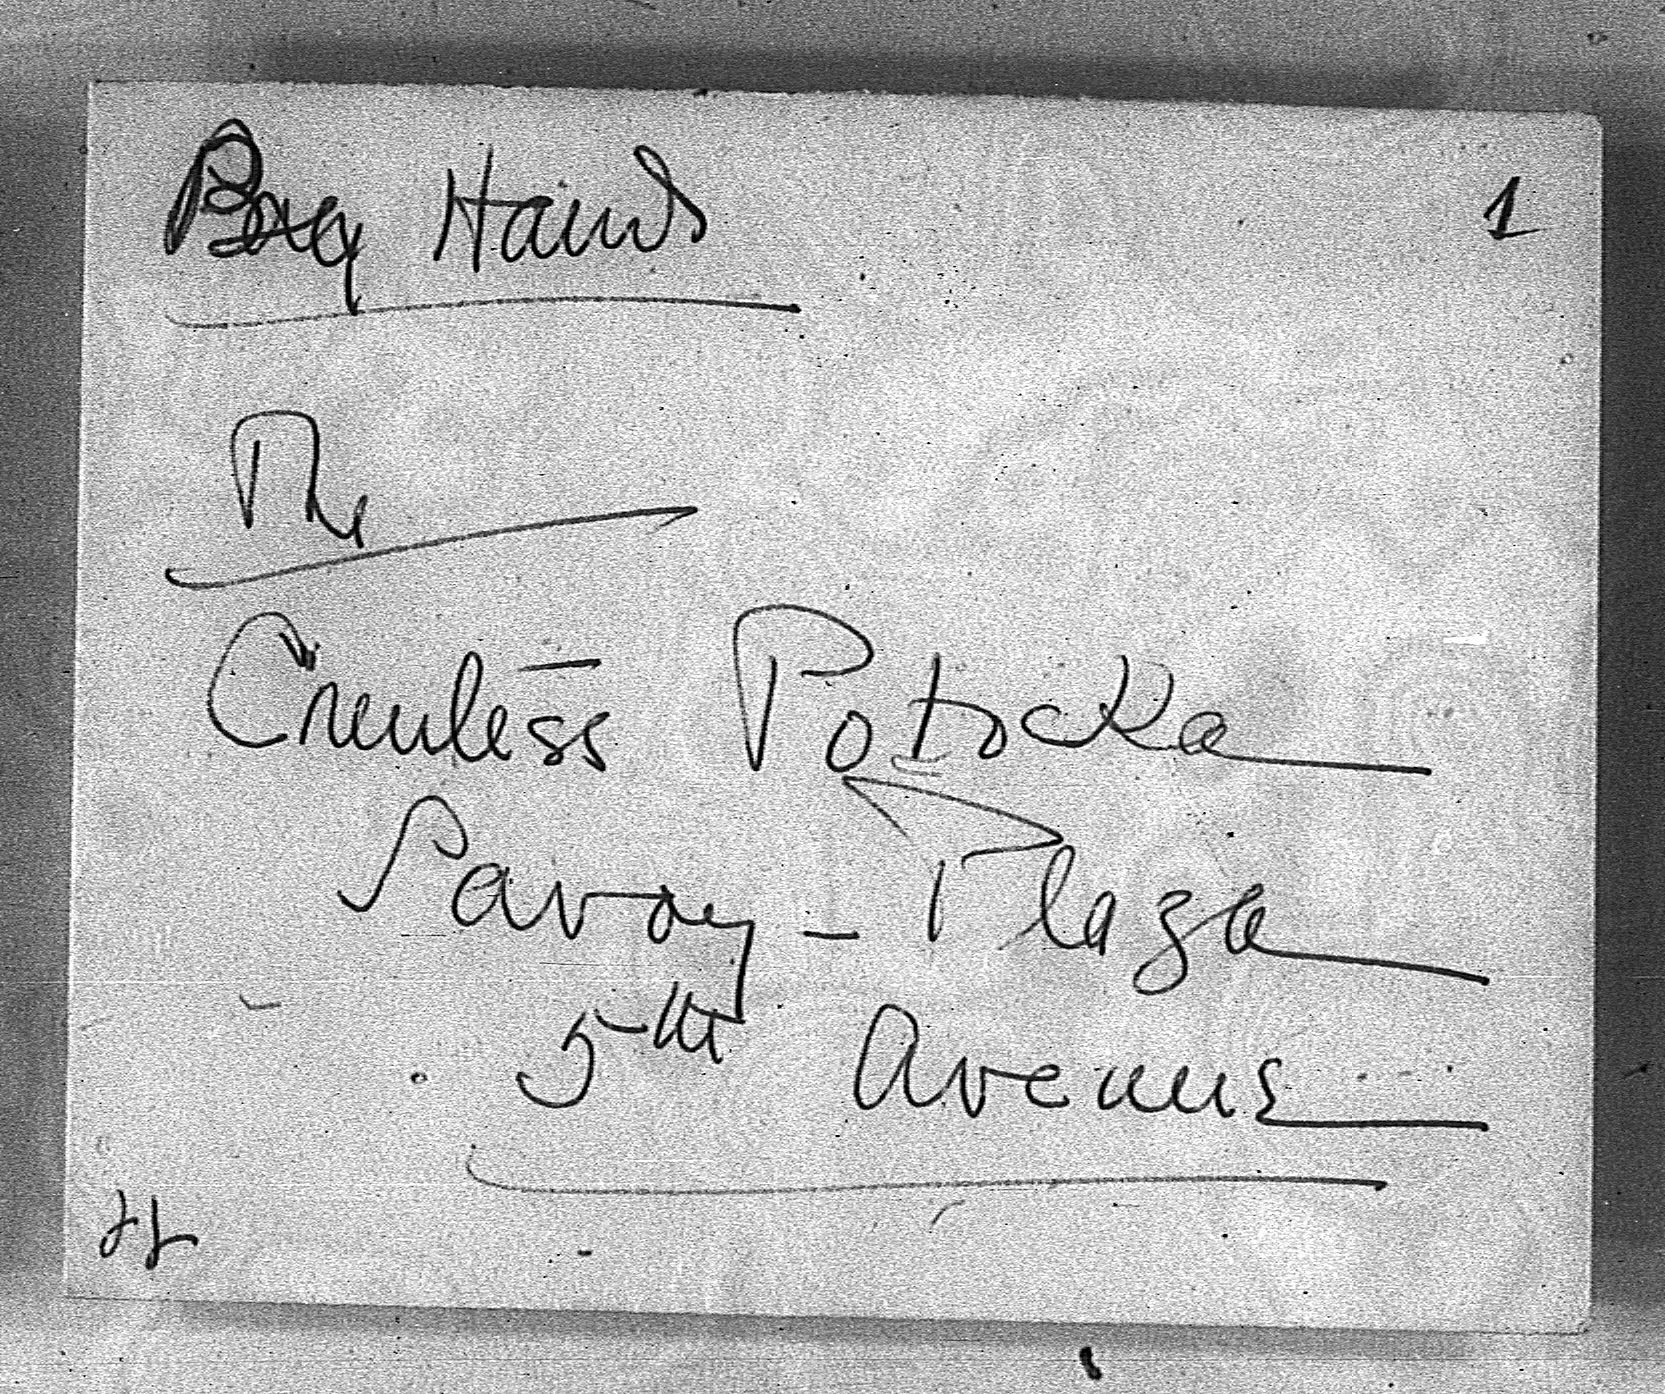 By Hand 1
The
Countess Potocka
Savoy - Plaza
5th Avenue